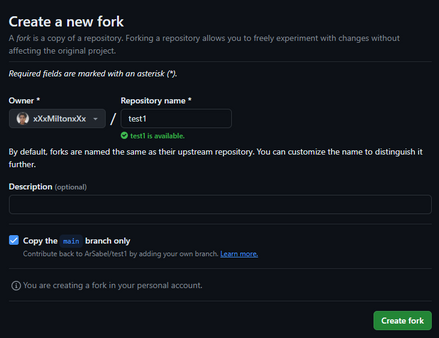 Create a new fork
A fork is a copy of a repository. Forking a repository allows you to freely experiment with changes without
affecting the original project.
Required fields are marked with an asterisk (*).
Owner * Repository name *
xXxMiltonxXx / test1
test1 is available.
By default, forks are named the same as their upstream repository. You can customize the name to distinguish it
further.
Description (optional)
Copy the main branch only
Contribute back to ArSabel/test1 by adding your own branch. Learn more.
You are creating a fork in your personal account.
Create fork